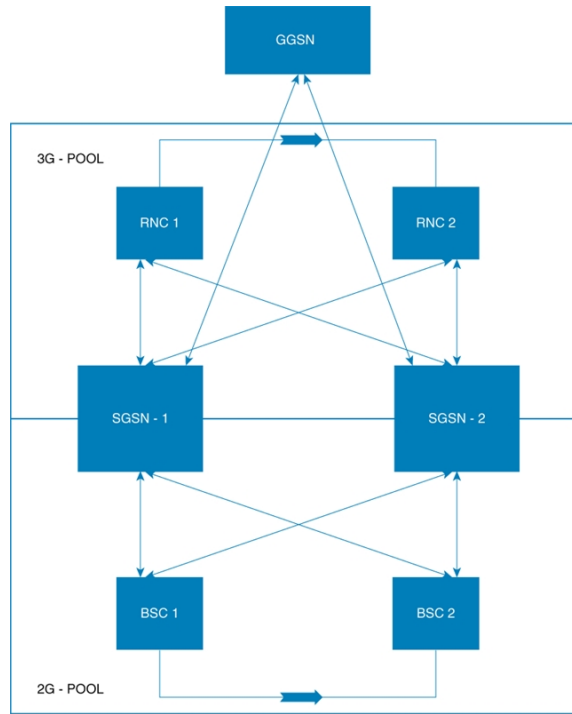 GGSN
3G - POOL
RNC 1
RNC 2
SGSN - 1
SGSN - 2
BSC 1
BSC 2
2G - POOL